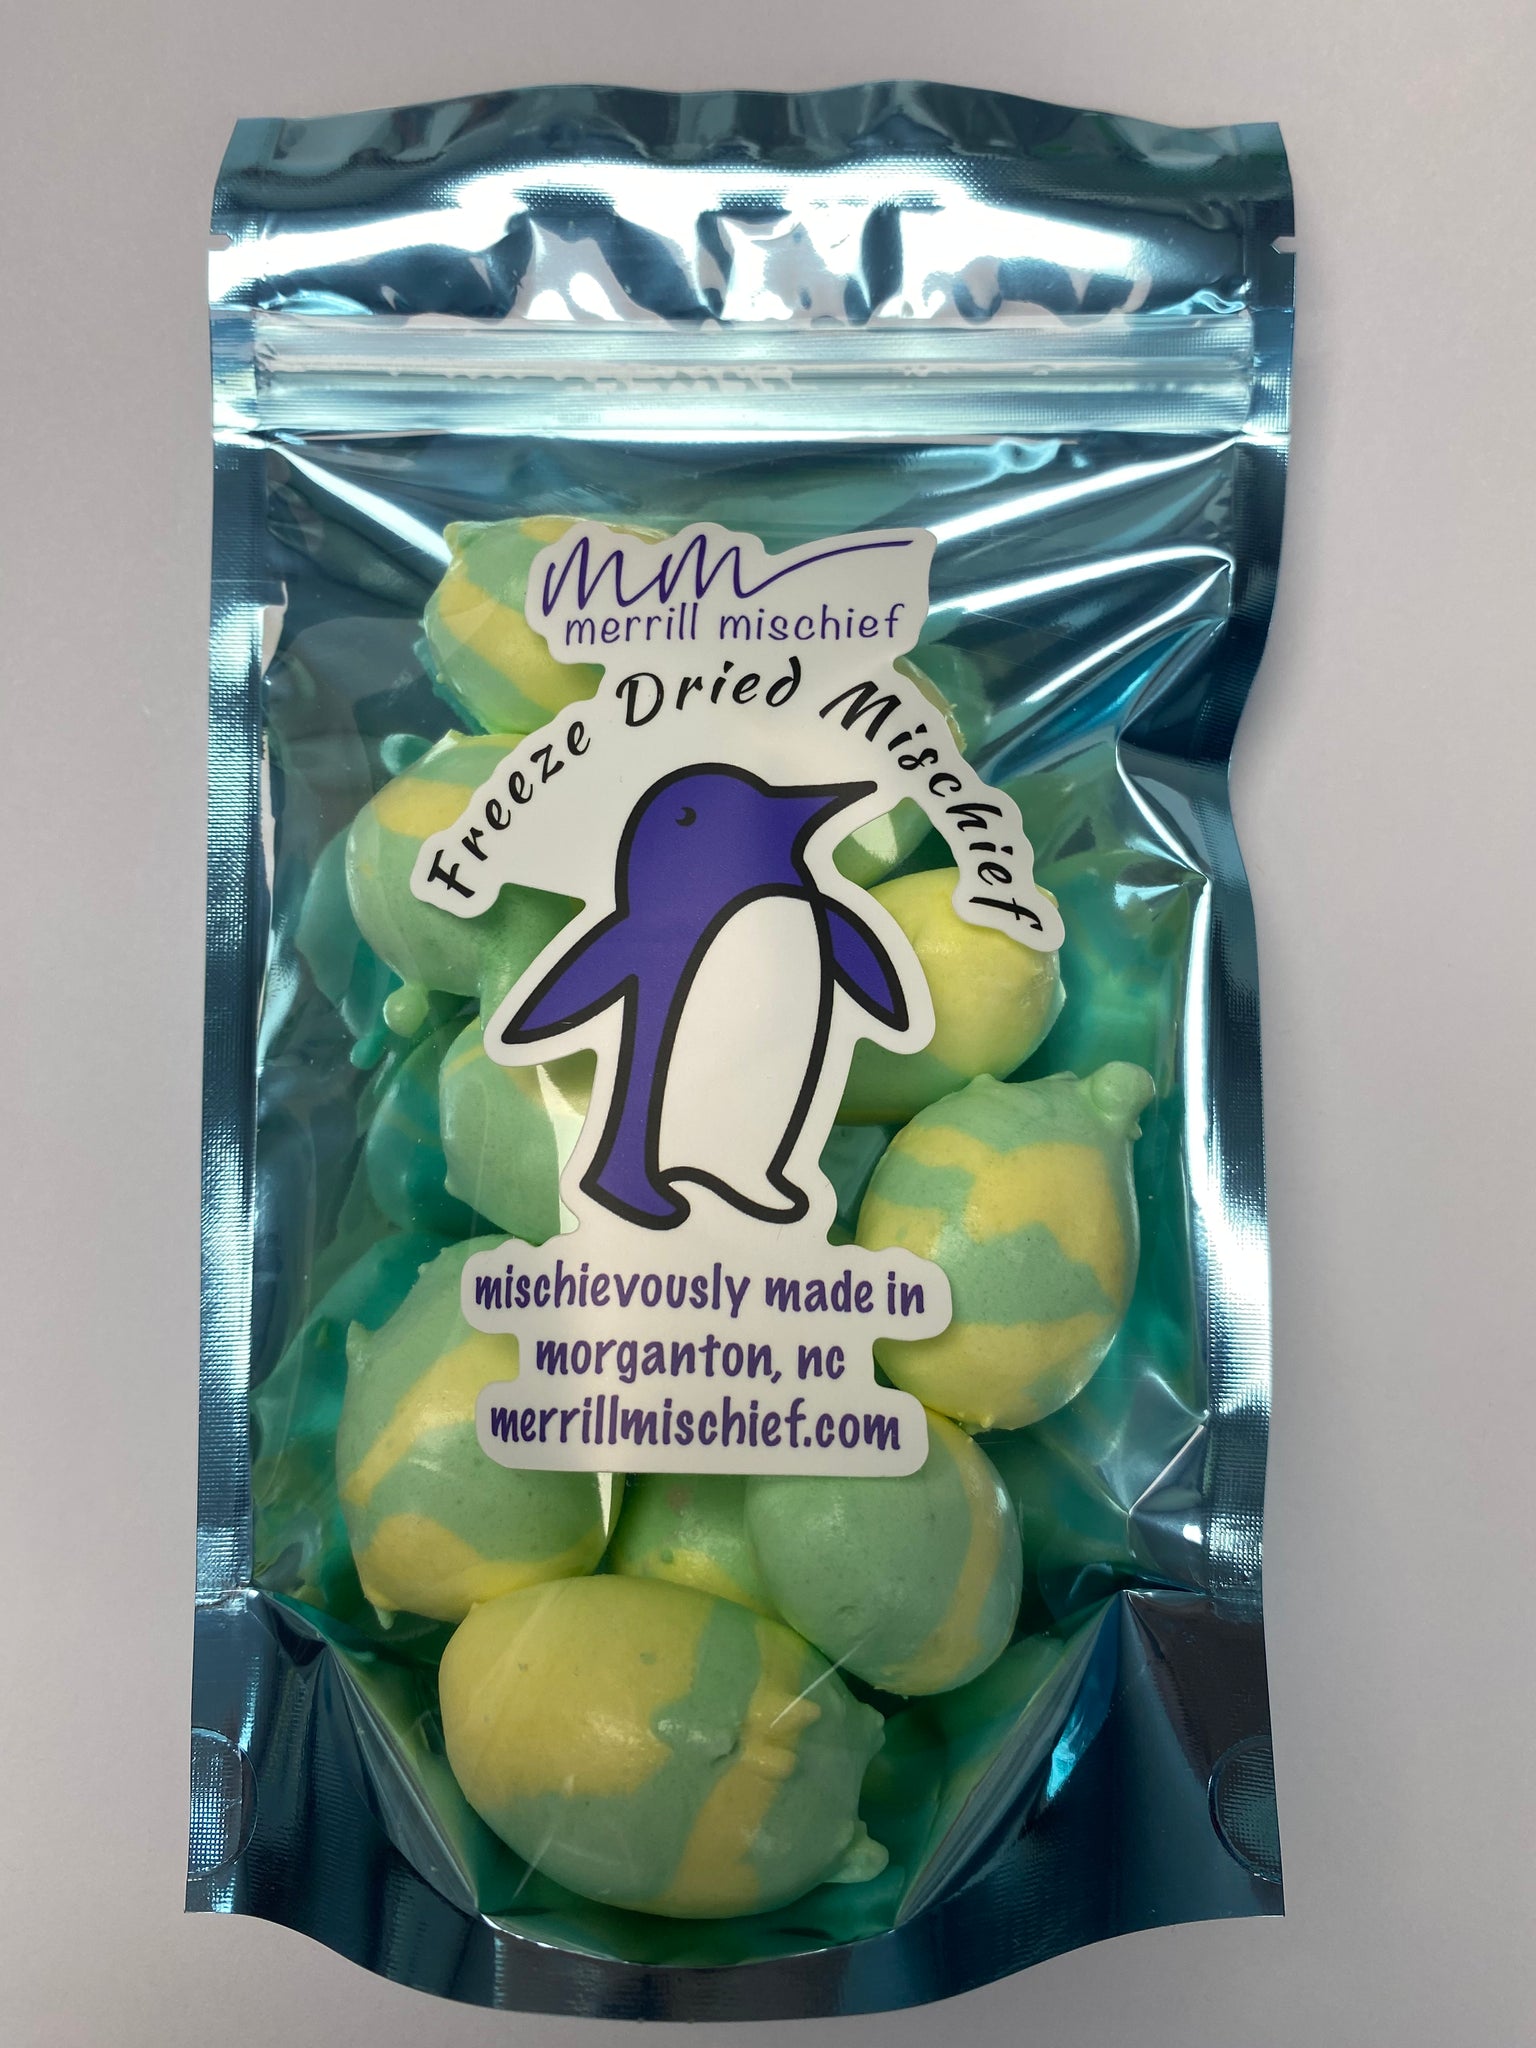 mm
merrill mischief
Freeze Dried Mischief
mischievously made in
morganton, nc
merrillmischief.com